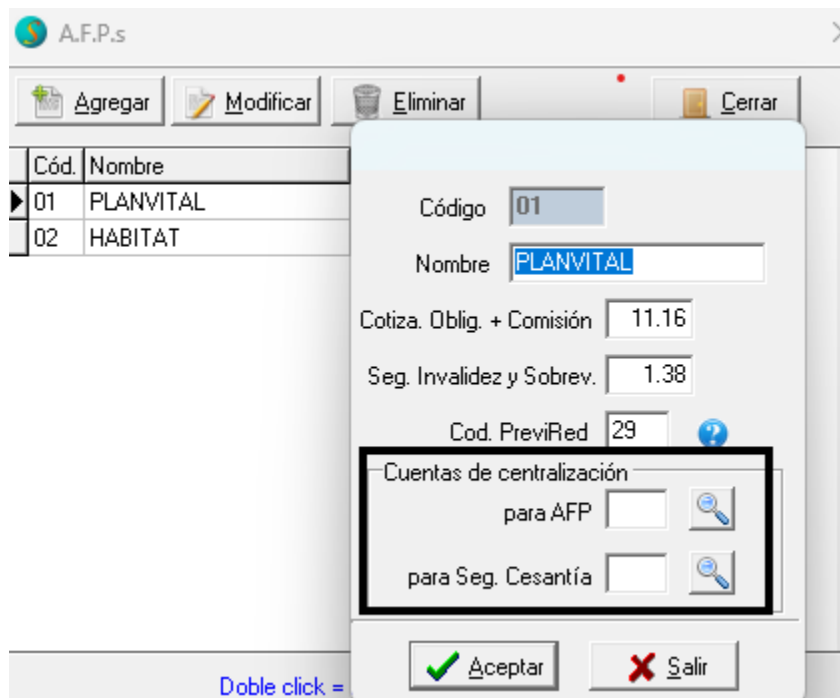 A.F.P.s
Agregar Modificar Eliminar Cerrar
Cód. Nombre
01 PLANVITAL
02 HABITAT
Código 01
Nombre PLANVITAL
Cotiza. Oblig. + Comisión 11.16
Seg. Invalidez y Sobrev. 1.38
Cod. PreviRed 29 ?
Cuentas de centralización
para AFP
para Seg. Cesantía
Aceptar Salir
Doble click =